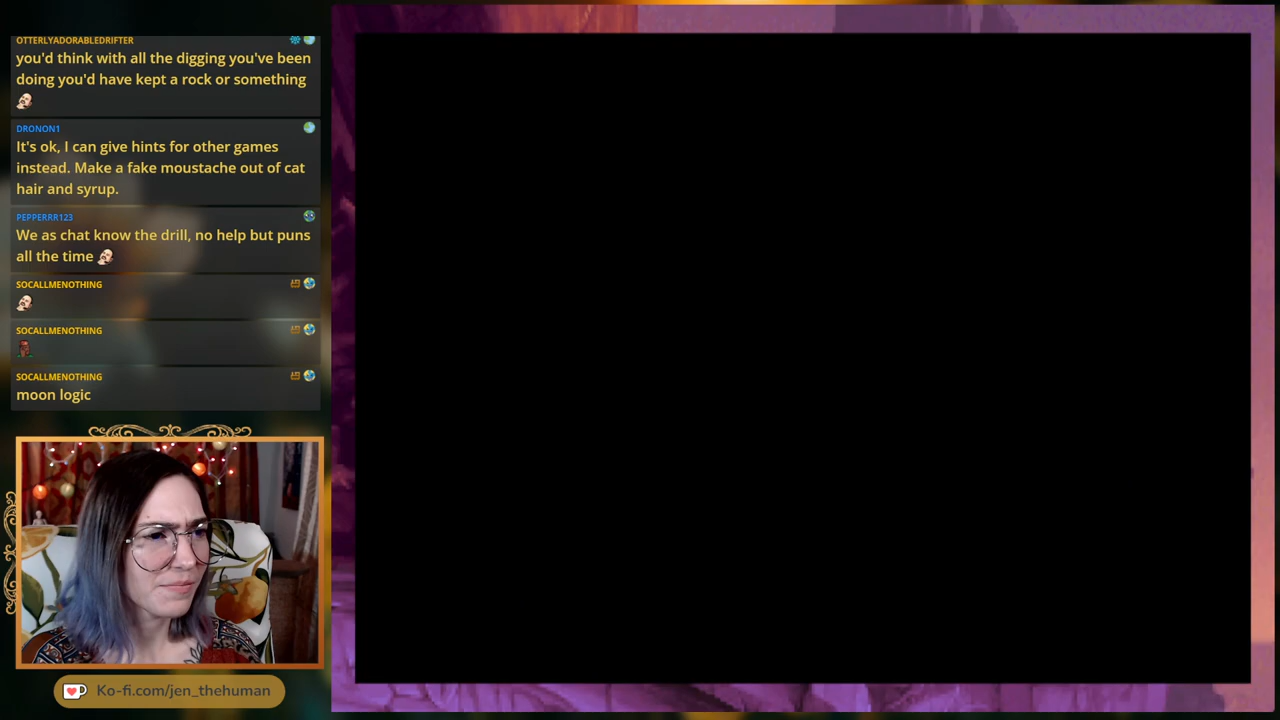 OTTERLYADORABLEDRIFTER
you'd think with all the digging you've been
doing you'd have kept a rock or something
DRONON1
It's ok, I can give hints for other games
instead. Make a fake moustache out of cat
hair and syrup.
PEPPERRR123
We as chat know the drill, no help but puns
all the time
SOCALLMENOTHING
SOCALLMENOTHING
SOCALLMENOTHING
moon logic
Ko-fi.com/jen_thehuman